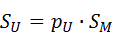 S_U = p_U · S_M